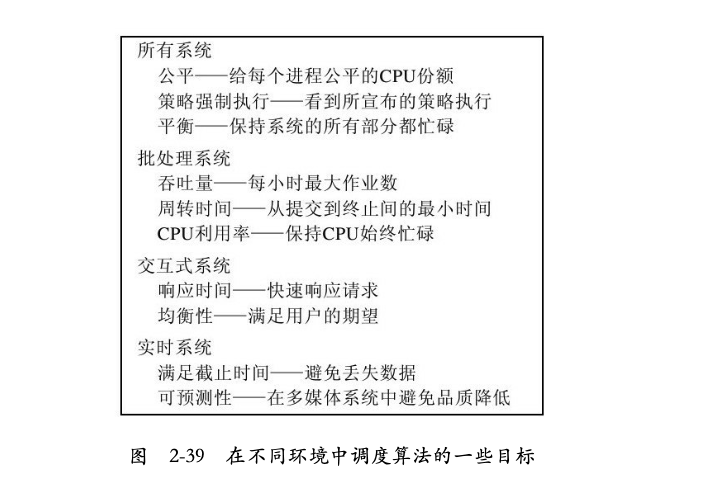 所有系统
公平——给每个进程公平的CPU份额
策略强制执行——看到所宣布的策略执行
平衡——保持系统的所有部分都忙碌
批处理系统
吞吐量——每小时最大作业数
周转时间——从提交到终止间的最小时间
CPU利用率——保持CPU始终忙碌
交互式系统
响应时间——快速响应请求
均衡性——满足用户的期望
实时系统
满足截止时间——避免丢失数据
可预测性——在多媒体系统中避免品质降低
图 2-39 在不同环境中调度算法的一些目标